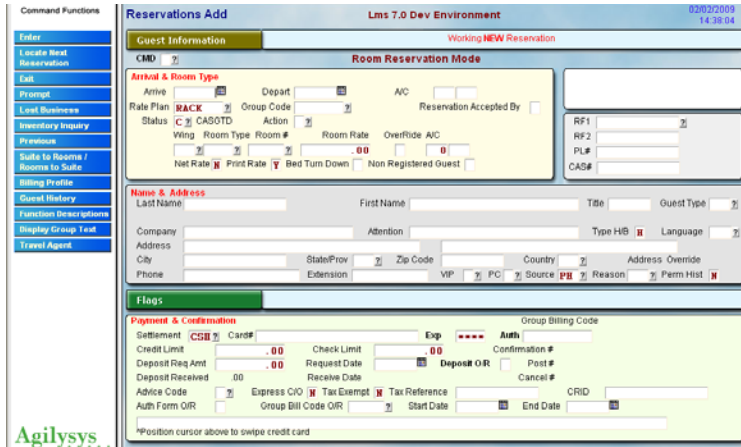 Command Functions
Reservations Add
Lms 7.0 Dev Environment
02/02/2009
14:38:04
Enter
Locate Next
Reservation
Exit
Prompt
Lost Business
Inventory Inquiry
Previous
Suite to Rooms /
Rooms to Suite
Billing Profile
Guest History
Function Descriptions
Display Group Text
Travel Agent
Guest Information
Working NEW Reservation
CMD ?
Room Reservation Mode
Arrival & Room Type
Arrive Depart A/C
Rate Plan RACK ? Group Code ? Reservation Accepted By
Status C ? CASOTD Action ?
Wing Room Type Room # Room Rate OverRide A/C
? ? ? .00 0
Net Rate N Print Rate Y Bed Turn Down Non Registered Guest
RF1 ?
RF2
PL#
CAS#
Name & Address
Last Name First Name Title Guest Type ?
Company Attention Type H/B H Language ?
Address
City State/Prov ? Zip Code Country ? Address Override
Phone Extension VIP ? PC ? Source PH ? Reason ? Perm Hist N
Flags
Payment & Confirmation Group Billing Code
Settlement CSH ? Card# Exp Auth
Credit Limit .00 Check Limit .00 Confirmation #
Deposit Req Amt .00 Request Date Deposit O/R Post #
Deposit Received .00 Receive Date Cancel #
Advice Code ? Express C/O N Tax Exempt N Tax Reference CRID
Auth Form O/R Group Bill Code O/R ? Start Date End Date
^Position cursor above to swipe credit card
Agilysys